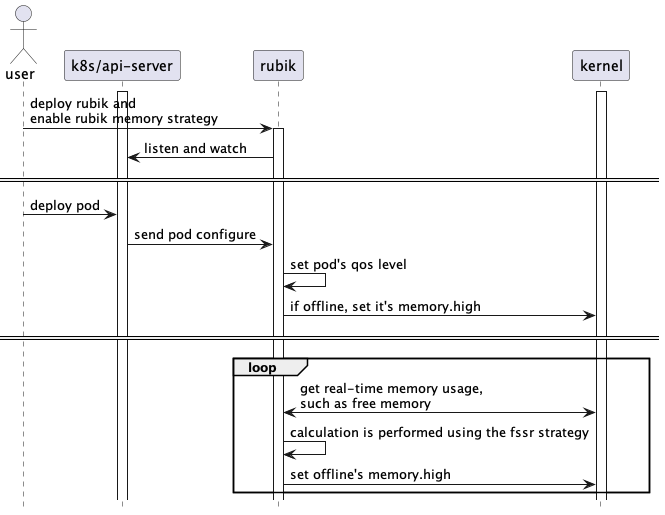 user
k8s/api-server
rubik
kernel
deploy rubik and
enable rubik memory strategy
listen and watch
deploy pod
send pod configure
set pod's qos level
if offline, set it's memory.high
loop
get real-time memory usage,
such as free memory
calculation is performed using the fssr strategy
set offline's memory.high